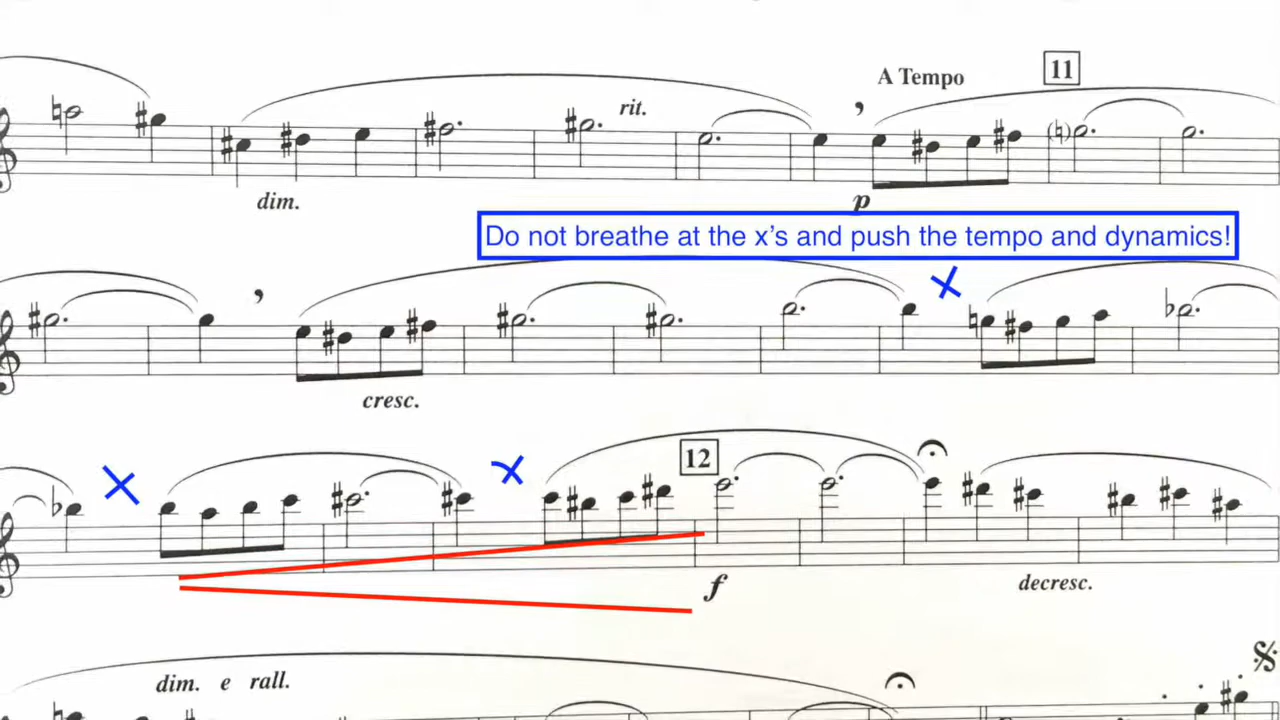 A Tempo
11
rit.
dim.
p
Do not breathe at the x's and push the tempo and dynamics!
cresc.
12
f
decresc.
dim. e rall.